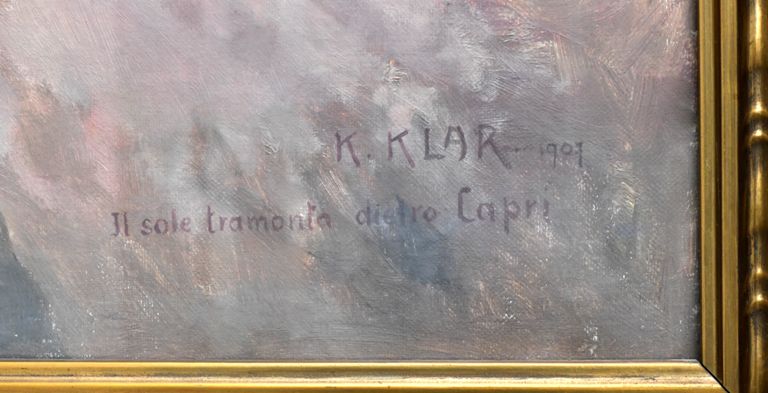 K. KLAR - 1907
Il sole tramonta dietro Capri